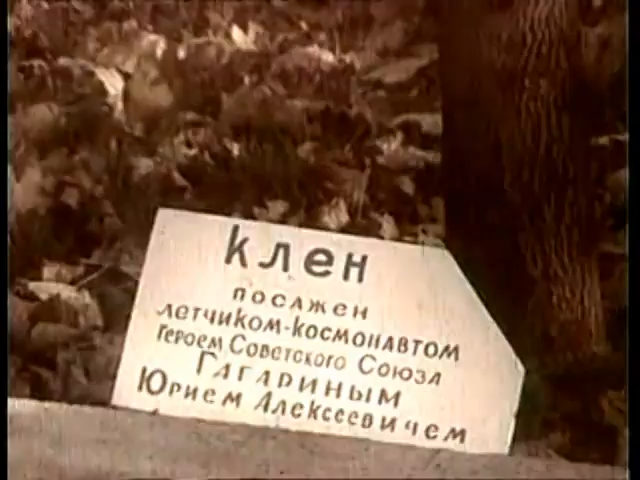 клен
посажен
летчиком-космонавтом
Героем Советского Союза
Гагариным
Юрием Алексеевичем